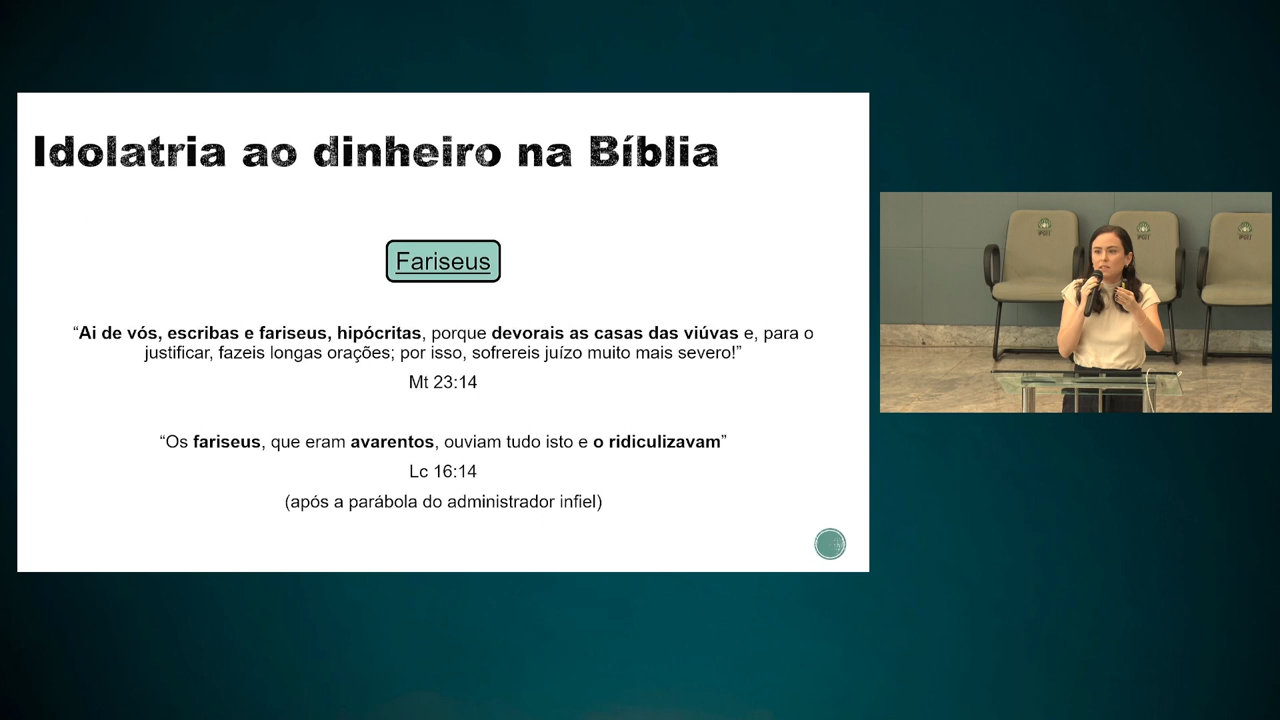 Idolatria ao dinheiro na Bíblia
Fariseus
“Ai de vós, escribas e fariseus, hipócritas, porque devorais as casas das viúvas e, para o
justificar, fazeis longas orações; por isso, sofrereis juízo muito mais severo!”
Mt 23:14
“Os fariseus, que eram avarentos, ouviam tudo isto e o ridiculizavam”
Lc 16:14
(após a parábola do administrador infiel)